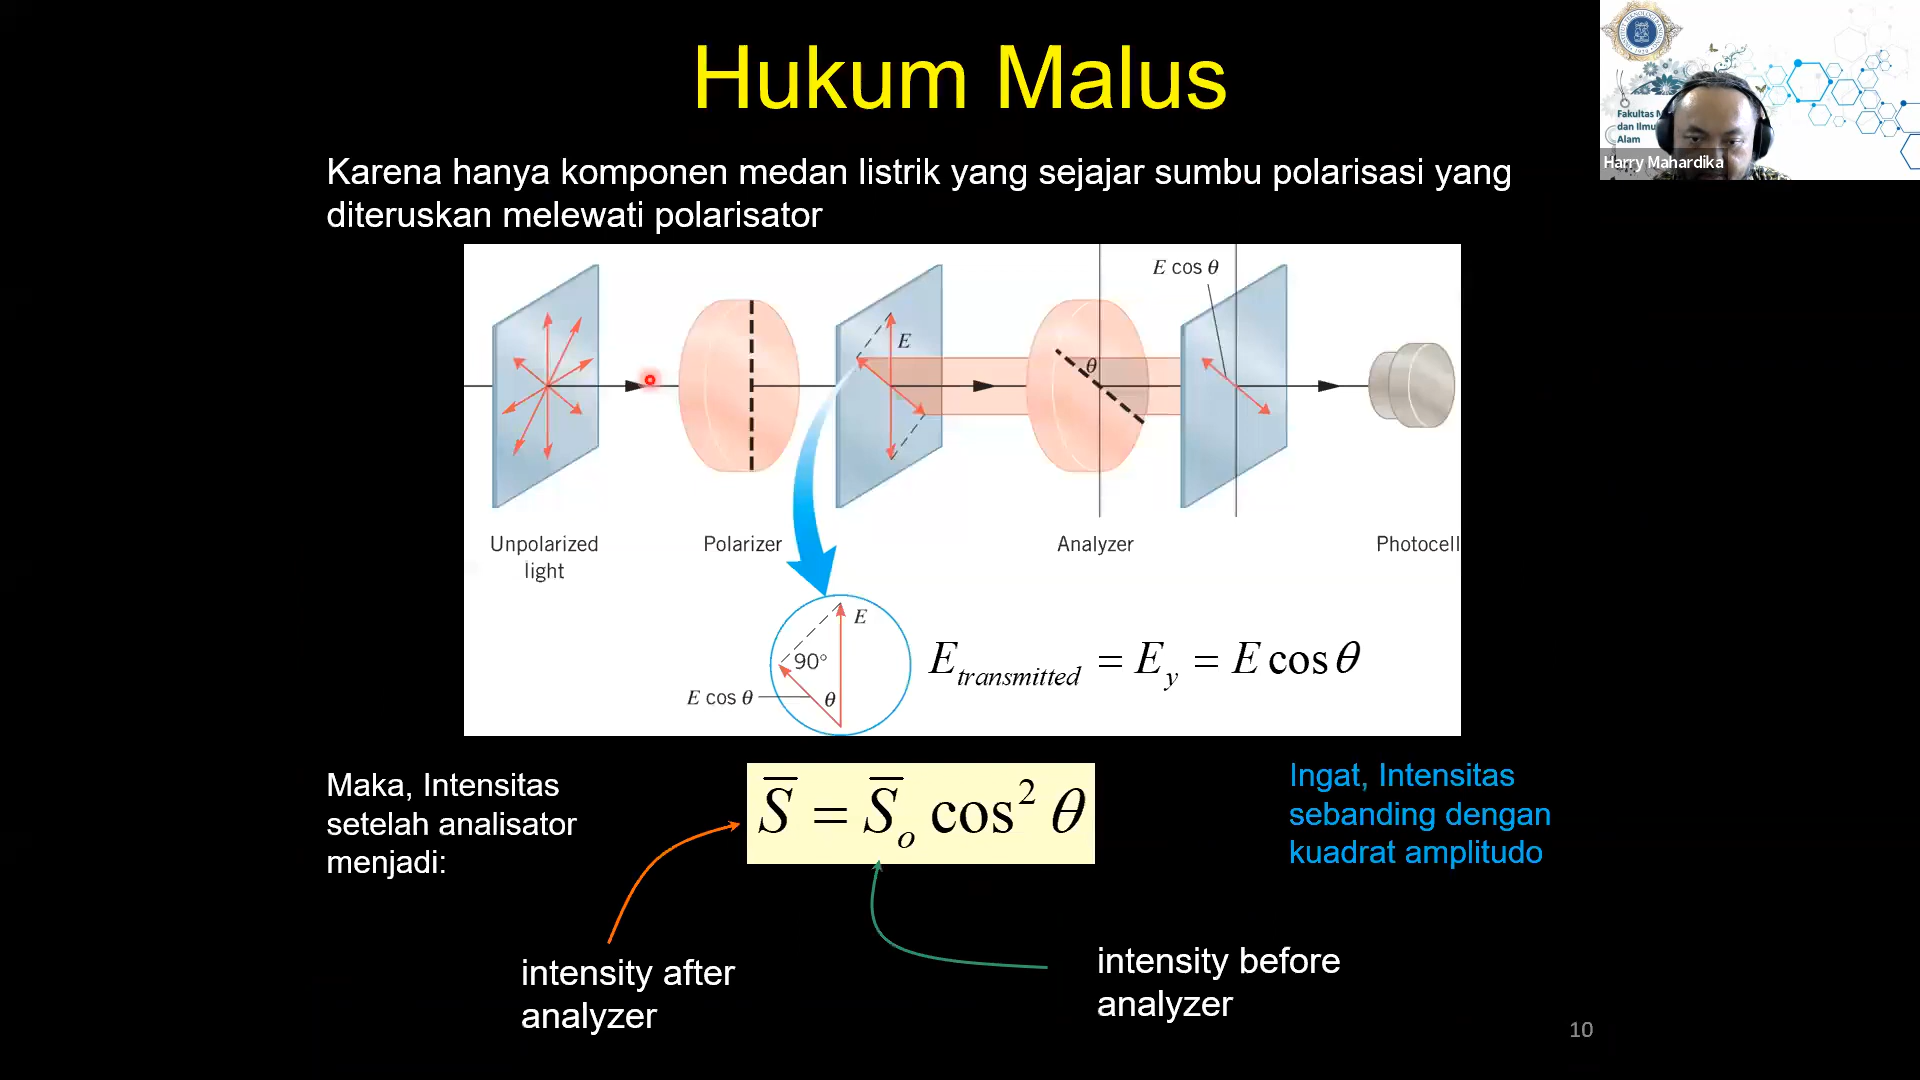 Hukum Malus
Fakultas
dan Ilmu
Alam
Harry Mahardika
Karena hanya komponen medan listrik yang sejajar sumbu polarisasi yang
diteruskan melewati polarisator
E cos θ
E
θ
Unpolarized
light
Polarizer
Analyzer
Photocell
E
90°
E cos θ
θ
E_transmitted = E_y = E cos θ
Maka, Intensitas
setelah analisator
menjadi:
S̅ = S̅_o cos² θ
Ingat, Intensitas
sebanding dengan
kuadrat amplitudo
intensity after
analyzer
intensity before
analyzer
10